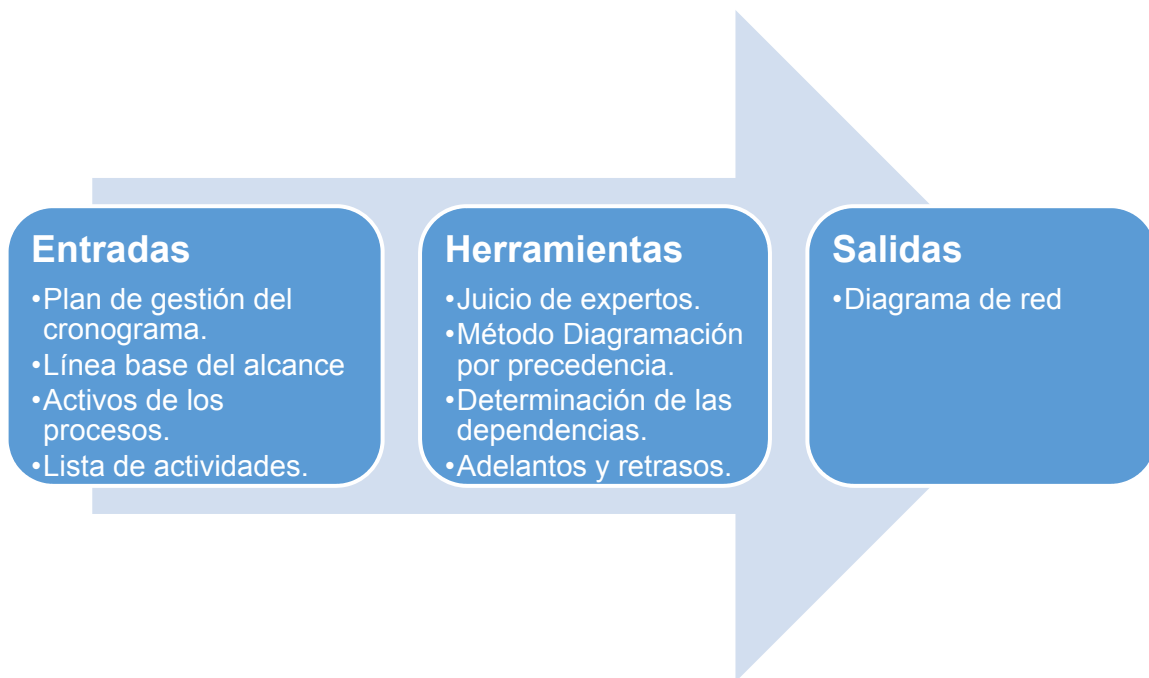 Entradas
•Plan de gestión del
cronograma.
•Línea base del alcance
•Activos de los
procesos.
•Lista de actividades.
Herramientas
•Juicio de expertos.
•Método Diagramación
por precedencia.
•Determinación de las
dependencias.
•Adelantos y retrasos.
Salidas
•Diagrama de red